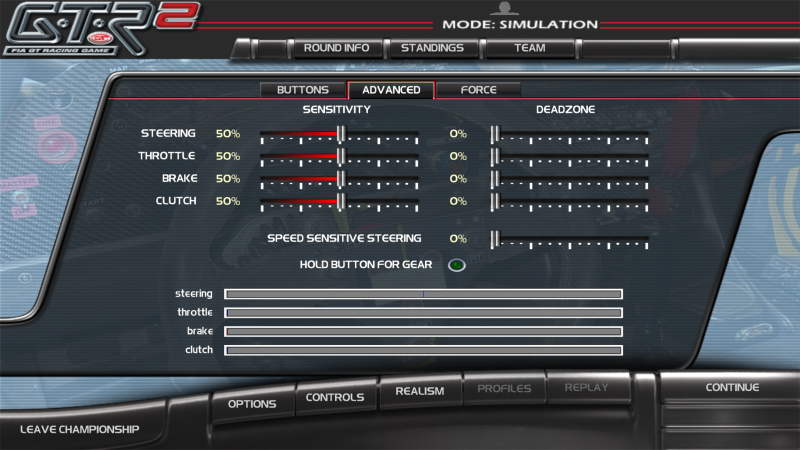 GTR2
FIA GT RACING GAME
MODE: SIMULATION
ROUND INFO STANDINGS TEAM
BUTTONS ADVANCED FORCE
SENSITIVITY DEADZONE
STEERING 50% 0%
THROTTLE 50% 0%
BRAKE 50% 0%
CLUTCH 50% 0%
SPEED SENSITIVE STEERING 0%
HOLD BUTTON FOR GEAR
steering
throttle
brake
clutch
OPTIONS CONTROLS REALISM PROFILES REPLAY CONTINUE
LEAVE CHAMPIONSHIP